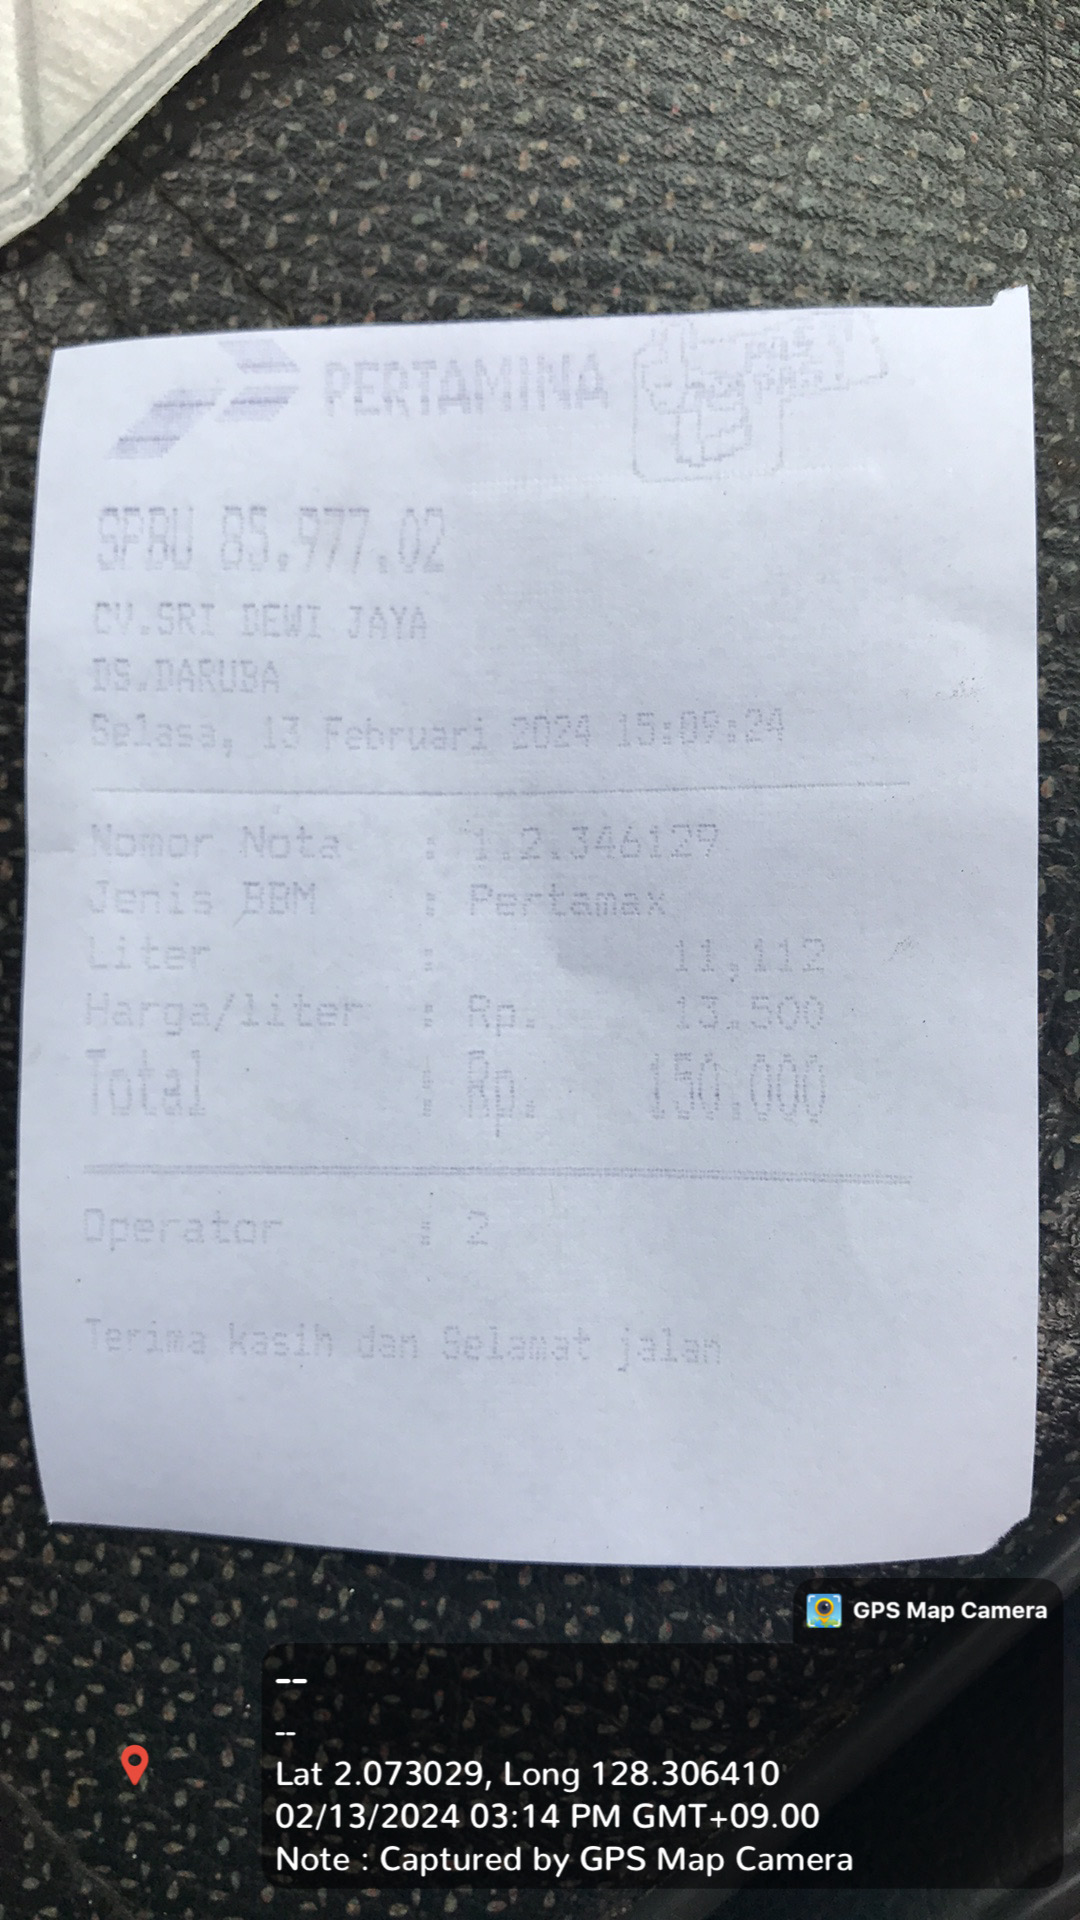 PERTAMINA
SPBU 85.977.02
CV.SRI DEWI JAYA
DS.DARUBA
Selasa, 13 Februari 2024 15:09:24
Nomor Nota : 1.2.346129
Jenis BBM : Pertamax
Liter : 11,112
Harga/liter : Rp. 13.500
Total : Rp. 150.000
Operator : 2
Terima kasih dan Selamat jalan
GPS Map Camera
--
--
Lat 2.073029, Long 128.306410
02/13/2024 03:14 PM GMT+09.00
Note : Captured by GPS Map Camera